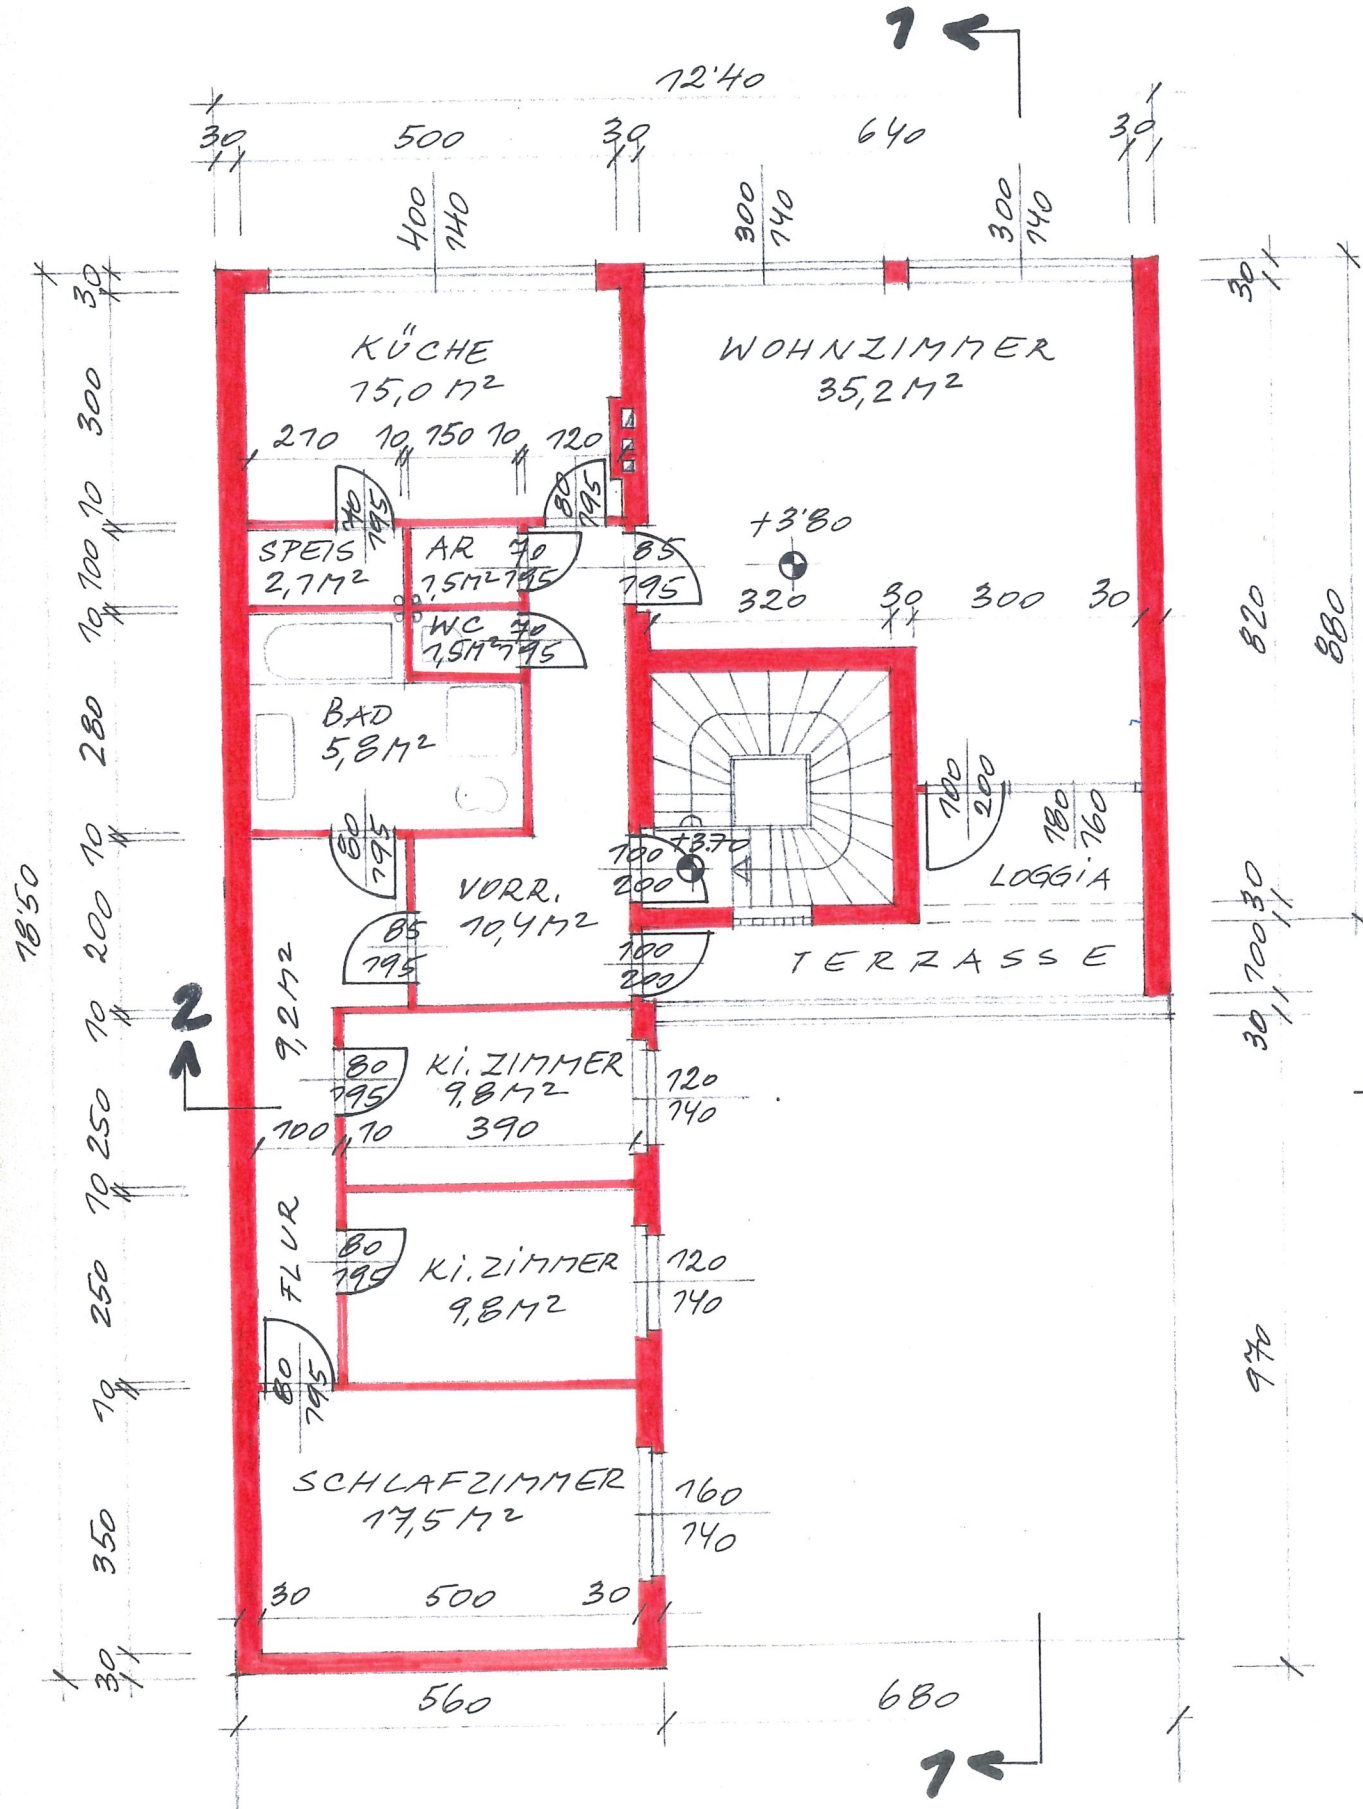 1
12'40
30 500 30 640 30
400
140
300
140
300
140
30
300
10
100
10
280
10
200
10
250
10
250
10
350
30
18'50
KÜCHE
15,0 M²
210 10 150 10 120
70
195
80
195
WOHNZIMMER
35,2 M²
+3'80
320 30 300 30
SPEIS
2,1 M²
AR
1,5 M²
70
195
85
195
WC
1,5 M²
70
195
BAD
5,8 M²
80
195
VORR.
10,4 M²
85
195
100
200
+3.70
100
200
100
200
180
160
LOGGiA
TERRASSE
30
820
880
30
100
30
970
2
9,2 M²
FLUR
80
195
Ki. ZIMMER
9,8 M²
100 10 390
120
140
80
195
Ki. ZiMMER
9,8 M²
120
140
80
195
SCHLAFZIMMER
17,5 M²
160
140
30 500 30
560 680
1